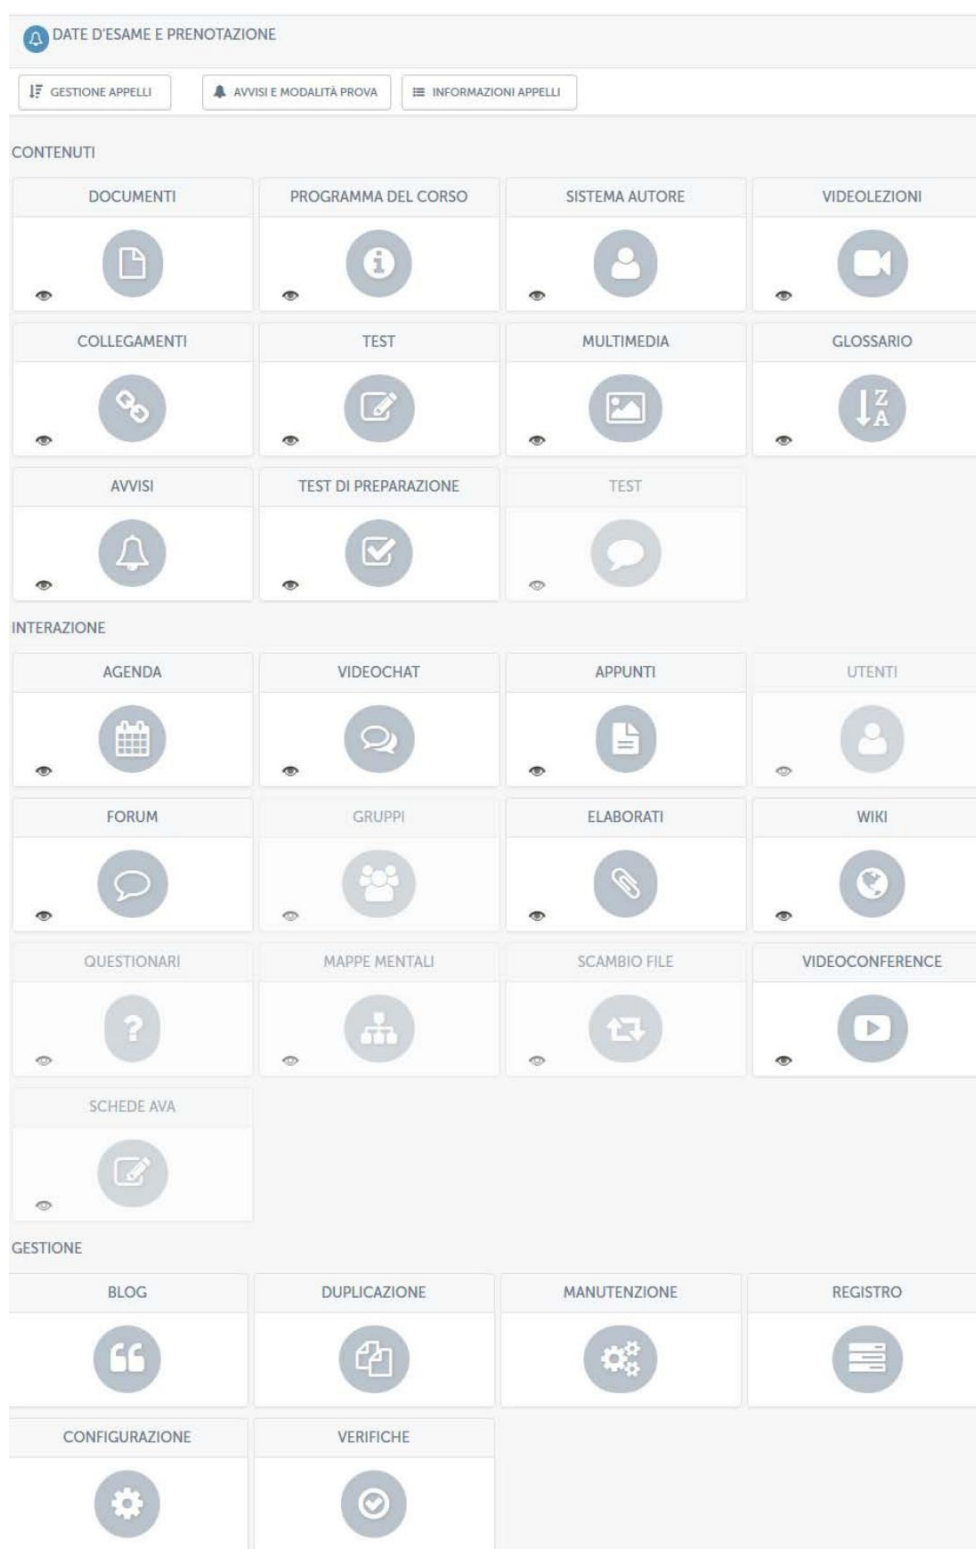 DATE D'ESAME E PRENOTAZIONE
GESTIONE APPELLI AVVISI E MODALITÀ PROVA INFORMAZIONI APPELLI
CONTENUTI
DOCUMENTI PROGRAMMA DEL CORSO SISTEMA AUTORE VIDEOLEZIONI
COLLEGAMENTI TEST MULTIMEDIA GLOSSARIO
Z
A
AVVISI TEST DI PREPARAZIONE TEST
INTERAZIONE
AGENDA VIDEOCHAT APPUNTI UTENTI
FORUM GRUPPI ELABORATI WIKI
QUESTIONARI MAPPE MENTALI SCAMBIO FILE VIDEOCONFERENCE
?
SCHEDE AVA
GESTIONE
BLOG DUPLICAZIONE MANUTENZIONE REGISTRO
CONFIGURAZIONE VERIFICHE